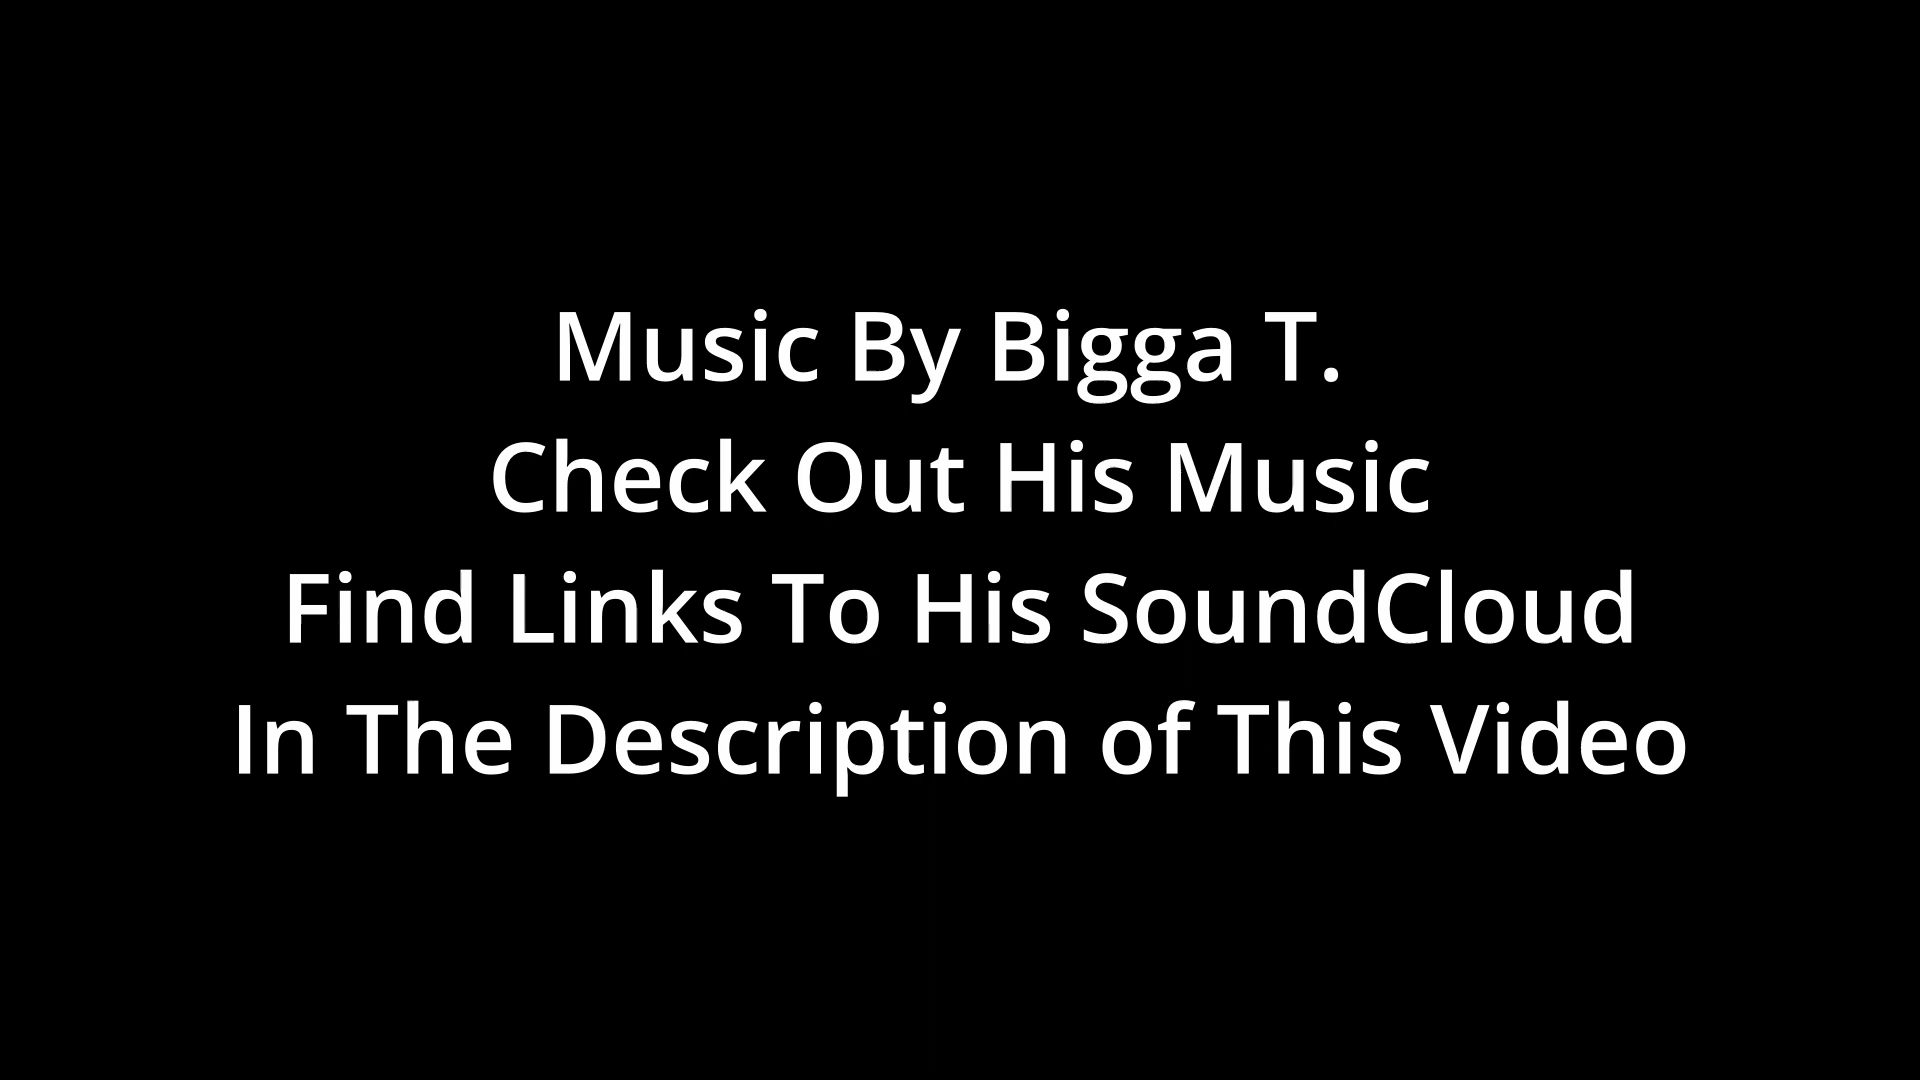 Music By Bigga T.
Check Out His Music
Find Links To His SoundCloud
In The Description of This Video